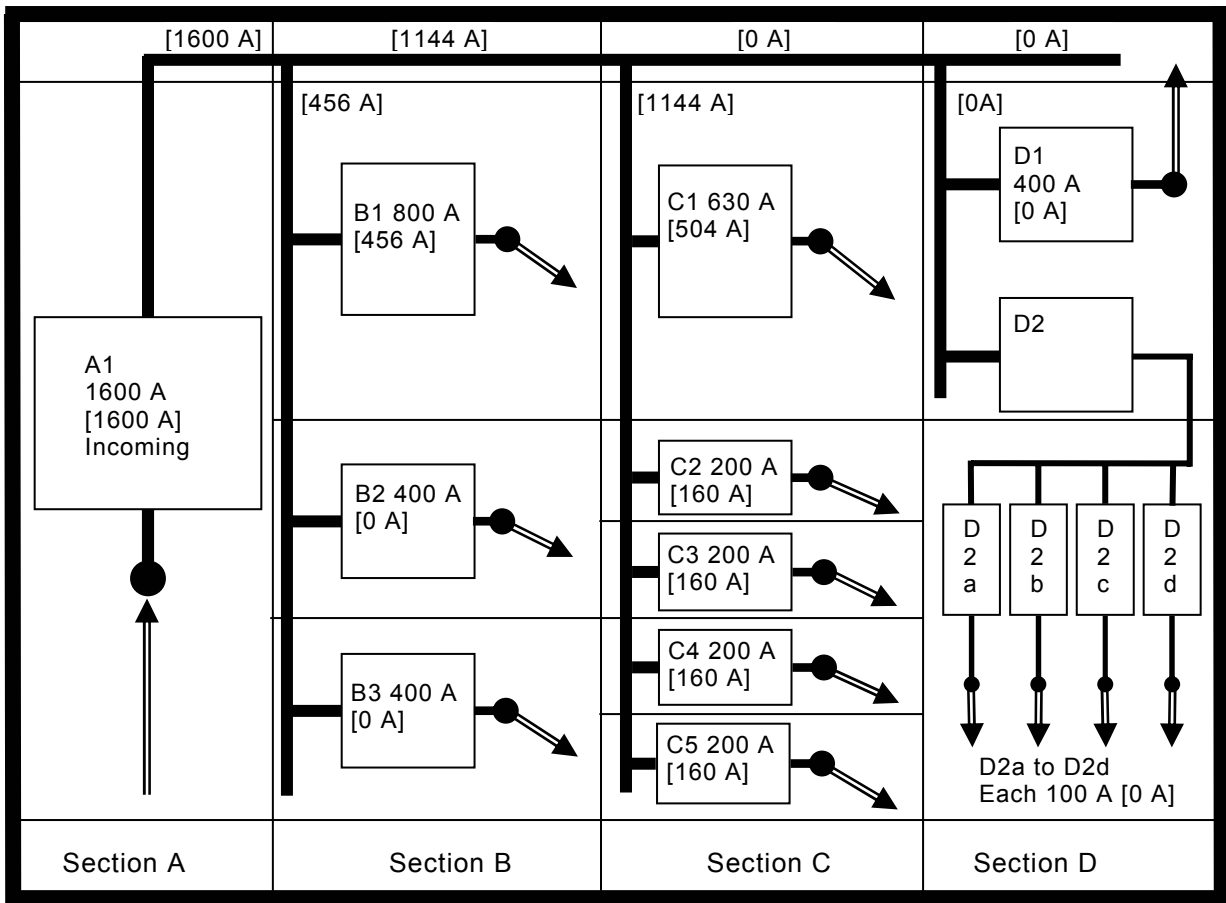 [1600 A]
[1144 A]
[0 A]
[0 A]
[456 A]
[1144 A]
[0A]
A1
1600 A
[1600 A]
Incoming
B1 800 A
[456 A]
B2 400 A
[0 A]
B3 400 A
[0 A]
C1 630 A
[504 A]
C2 200 A
[160 A]
C3 200 A
[160 A]
C4 200 A
[160 A]
C5 200 A
[160 A]
D1
400 A
[0 A]
D2
D
2
a
D
2
b
D
2
c
D
2
d
D2a to D2d
Each 100 A [0 A]
Section A
Section B
Section C
Section D